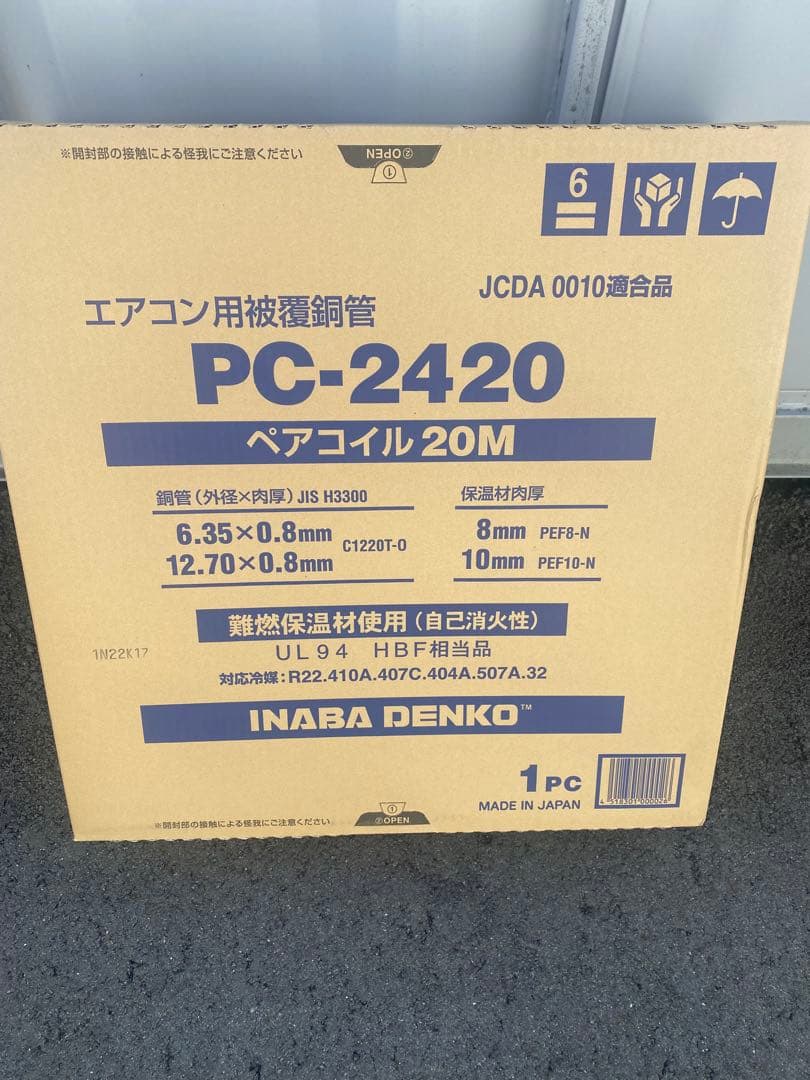 ※開封部の接触による怪我にご注意ください
②OPEN
①
6
JCDA 0010適合品
エアコン用被覆銅管
PC-2420
ペアコイル20M
銅管(外径×肉厚)JIS H3300
6.35×0.8mm
12.70×0.8mm
C1220T-O
保温材肉厚
8mm PEF8-N
10mm PEF10-N
難燃保温材使用(自己消火性)
UL94 HBF相当品
1N22K17
対応冷媒:R22.410A.407C.404A.507A.32
INABA DENKO™
1PC
MADE IN JAPAN
4518301000026
①
②OPEN
※開封部の接触による怪我にご注意ください